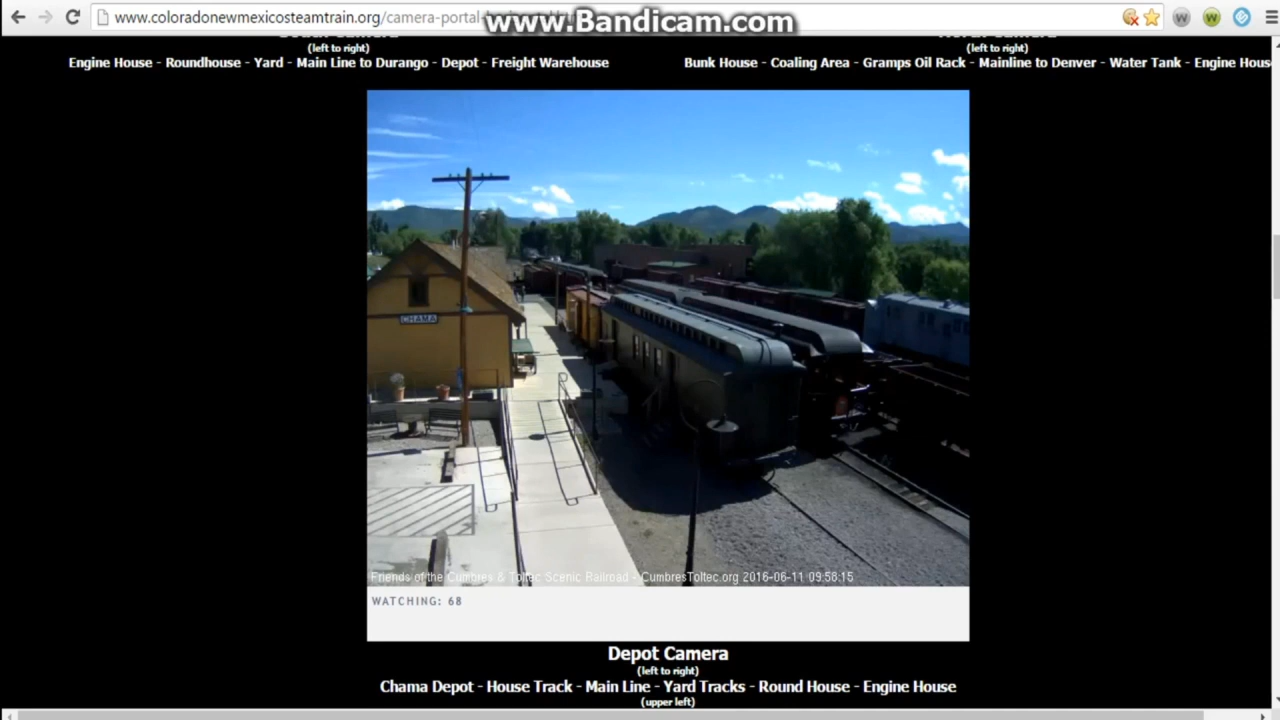 www.coloradonewmexicosteamtrain.org/camera-portal-
www.Bandicam.com
(left to right)
Engine House - Roundhouse - Yard - Main Line to Durango - Depot - Freight Warehouse
(left to right)
Bunk House - Coaling Area - Gramps Oil Rack - Mainline to Denver - Water Tank - Engine Hous
CHAMA
Friends of the Cumbres & Toltec Scenic Railroad - CumbresToltec.org 2016-06-11 09:58:15
WATCHING: 68
Depot Camera
(left to right)
Chama Depot - House Track - Main Line - Yard Tracks - Round House - Engine House
(upper left)